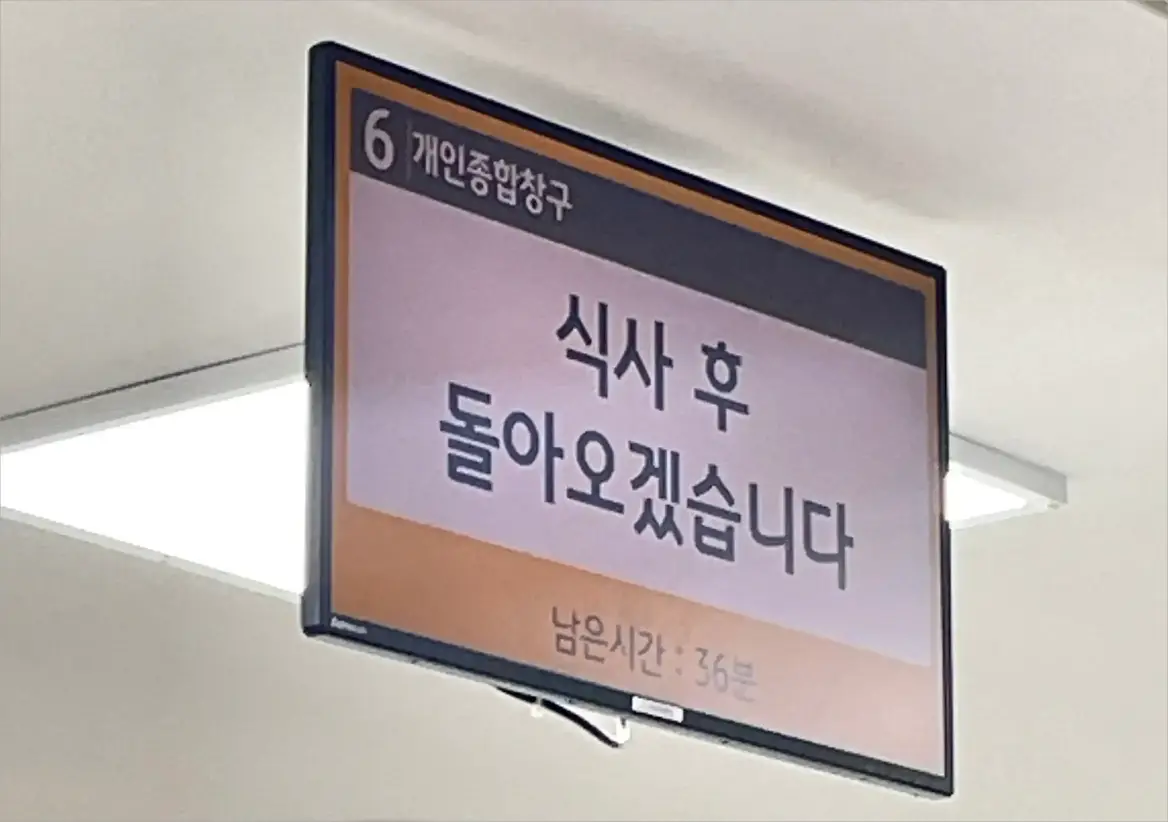 6 개인종합창구
식사 후
돌아오겠습니다
남은시간 : 36분